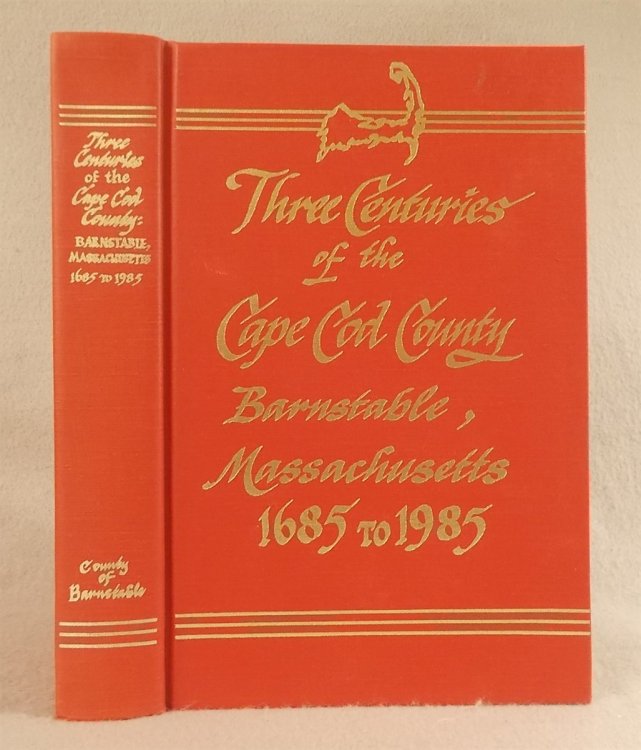 Three
Centuries
of the
Cape Cod
County:
BARNSTABLE,
MASSACHUSETTS
1685 TO 1985
County
of
Barnstable
Three Centuries
of the
Cape Cod County
Barnstable,
Massachusetts
1685 TO 1985